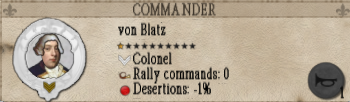 COMMANDER
von Blatz
Colonel
Rally commands: 0
Desertions: -1%
1